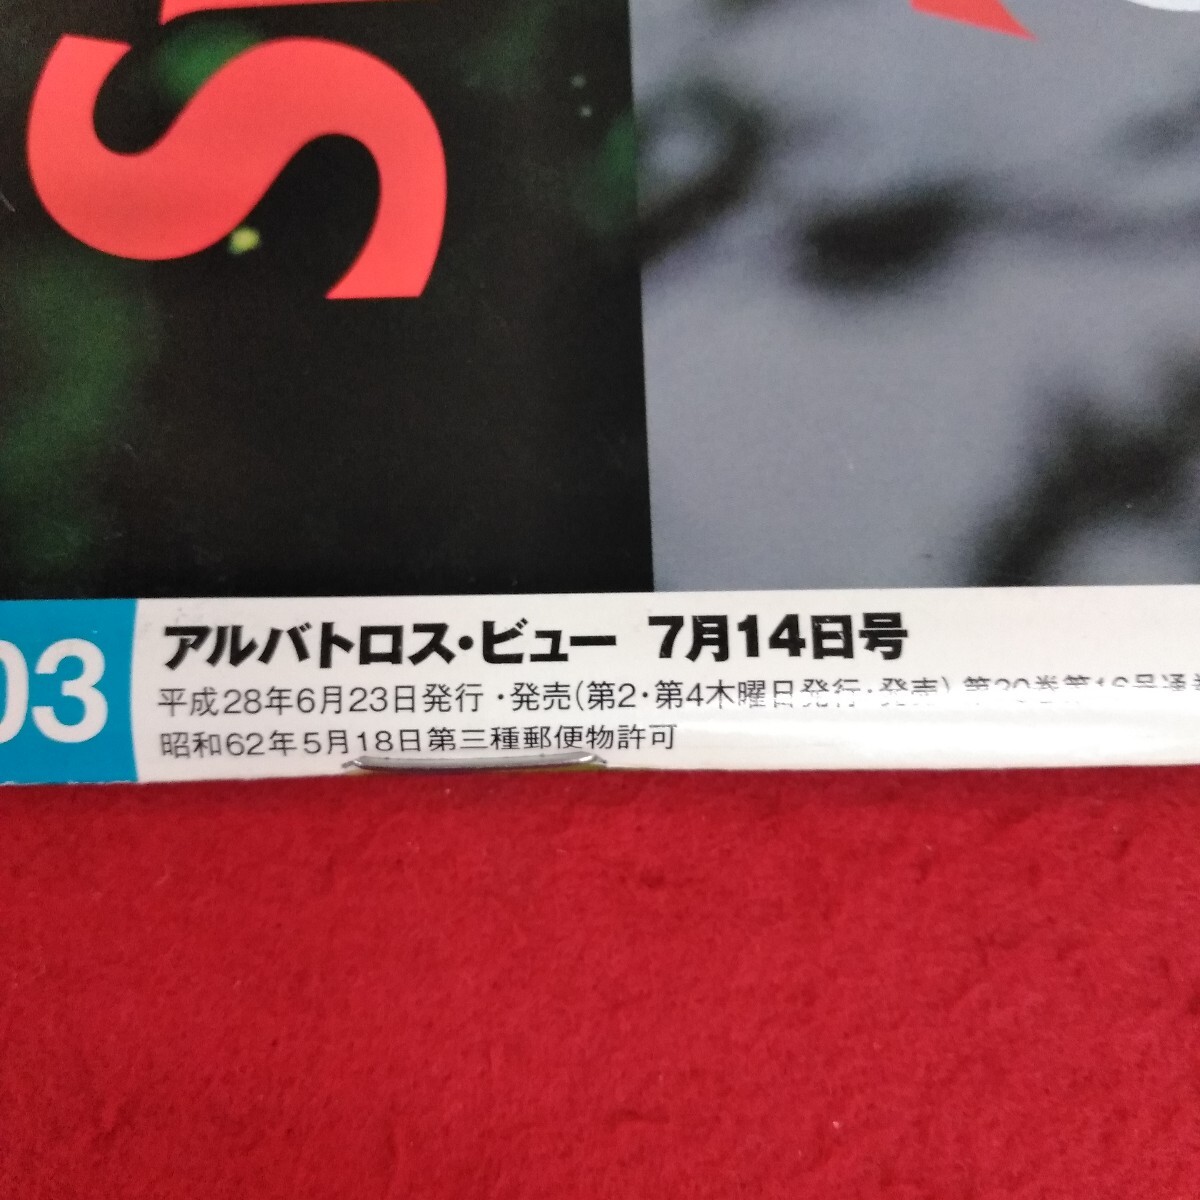 S
03
アルバトロス・ビュー 7月14日号
平成28年6月23日発行・発売(第2・第4木曜日発行・発売)
昭和62年5月18日第三種郵便物許可